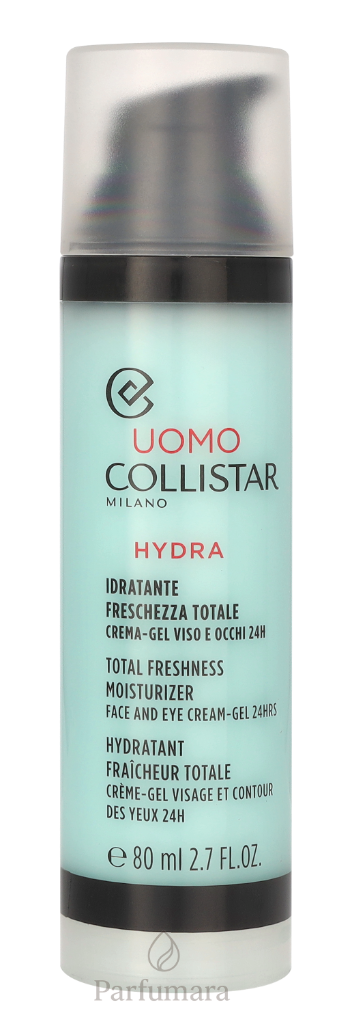 UOMO
COLLISTAR
MILANO
HYDRA
IDRATANTE
FRESCHEZZA TOTALE
CREMA-GEL VISO E OCCHI 24H
TOTAL FRESHNESS
MOISTURIZER
FACE AND EYE CREAM-GEL 24HRS
HYDRATANT
FRAÎCHEUR TOTALE
CRÈME-GEL VISAGE ET CONTOUR
DES YEUX 24H
℮ 80 ml 2.7 FL.OZ.
Parfumara